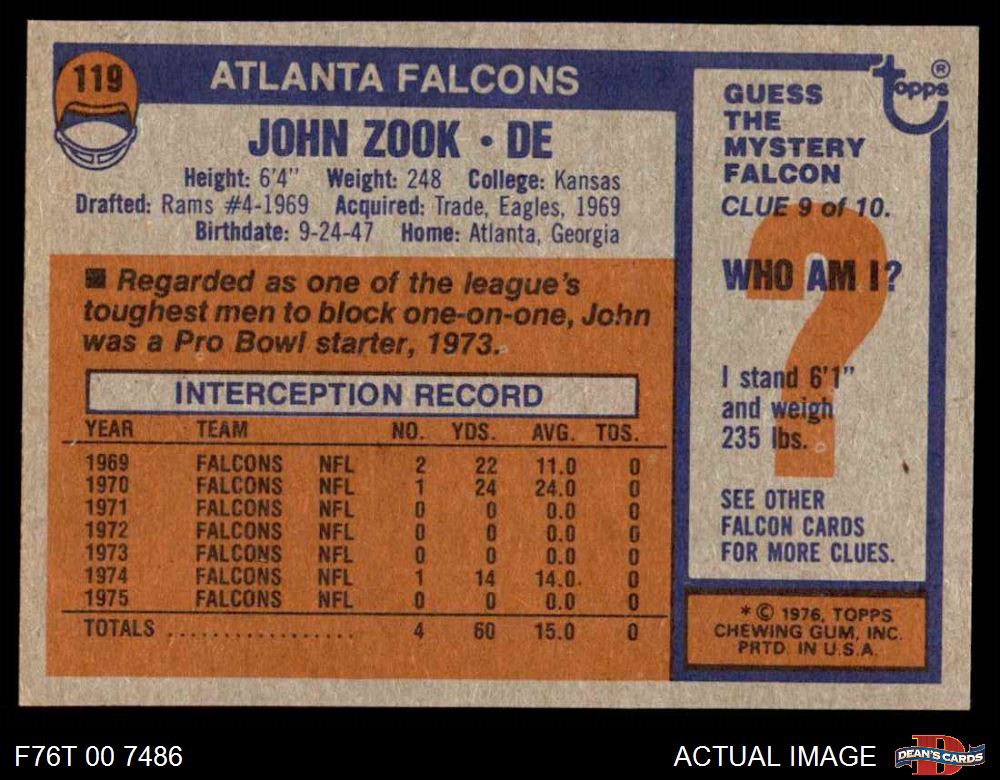 119
ATLANTA FALCONS
JOHN ZOOK • DE
Height: 6'4" Weight: 248 College: Kansas
Drafted: Rams #4-1969 Acquired: Trade, Eagles, 1969
Birthdate: 9-24-47 Home: Atlanta, Georgia
■ Regarded as one of the league's
toughest men to block one-on-one, John
was a Pro Bowl starter, 1973.
INTERCEPTION RECORD
YEAR TEAM NO. YDS. AVG. TDS.
1969 FALCONS NFL 2 22 11.0 0
1970 FALCONS NFL 1 24 24.0 0
1971 FALCONS NFL 0 0 0.0 0
1972 FALCONS NFL 0 0 0.0 0
1973 FALCONS NFL 0 0 0.0 0
1974 FALCONS NFL 1 14 14.0 0
1975 FALCONS NFL 0 0 0.0 0
TOTALS ................. 4 60 15.0 0
topps ®
GUESS
THE
MYSTERY
FALCON
CLUE 9 of 10.
WHO AM I?
?
I stand 6'1"
and weigh
235 lbs.
SEE OTHER
FALCON CARDS
FOR MORE CLUES.
* © 1976, TOPPS
CHEWING GUM, INC.
PRTD. IN U.S.A.
F76T 00 7486
ACTUAL IMAGE
D
DEAN'S CARDS